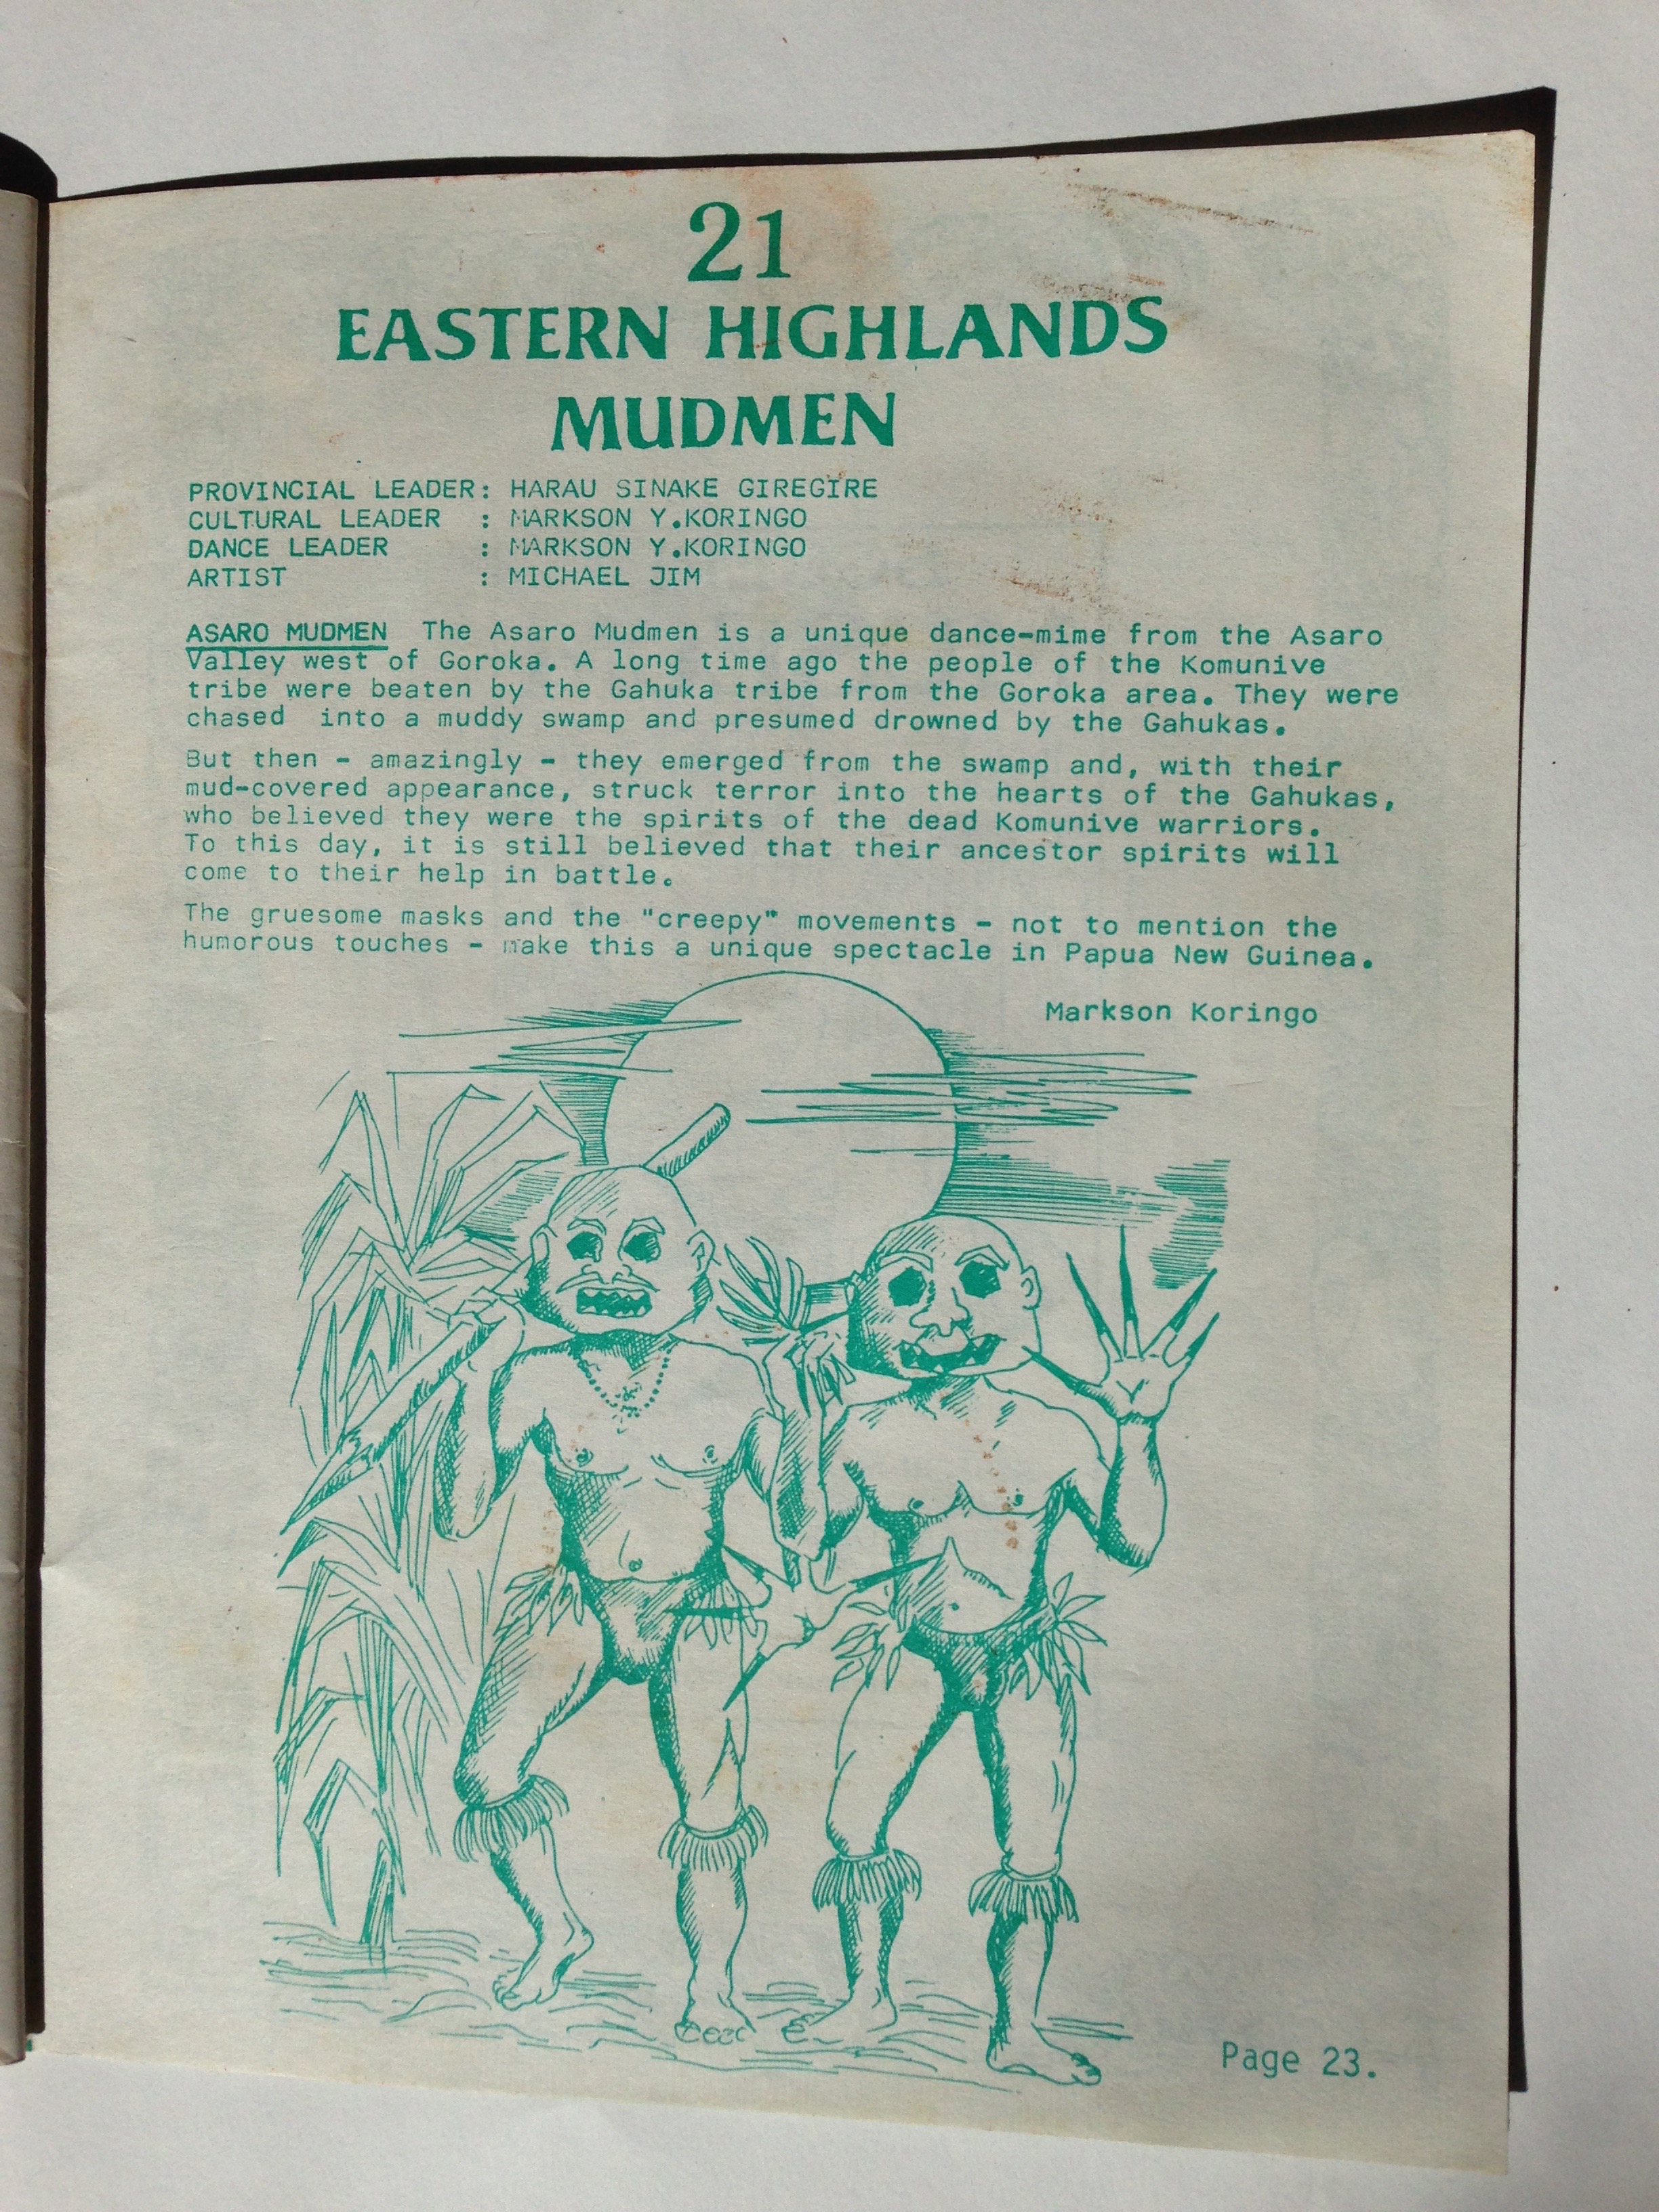 21
EASTERN HIGHLANDS
MUDMEN
PROVINCIAL LEADER: HARAU SINAKE GIREGIRE
CULTURAL LEADER : MARKSON Y.KORINGO
DANCE LEADER : MARKSON Y.KORINGO
ARTIST : MICHAEL JIM
ASARO MUDMEN The Asaro Mudmen is a unique dance-mime from the Asaro
Valley west of Goroka. A long time ago the people of the Komunive
tribe were beaten by the Gahuka tribe from the Goroka area. They were
chased into a muddy swamp and presumed drowned by the Gahukas.
But then - amazingly - they emerged from the swamp and, with their
mud-covered appearance, struck terror into the hearts of the Gahukas,
who believed they were the spirits of the dead Komunive warriors.
To this day, it is still believed that their ancestor spirits will
come to their help in battle.
The gruesome masks and the "creepy" movements - not to mention the
humorous touches - make this a unique spectacle in Papua New Guinea.
Markson Koringo
Page 23.